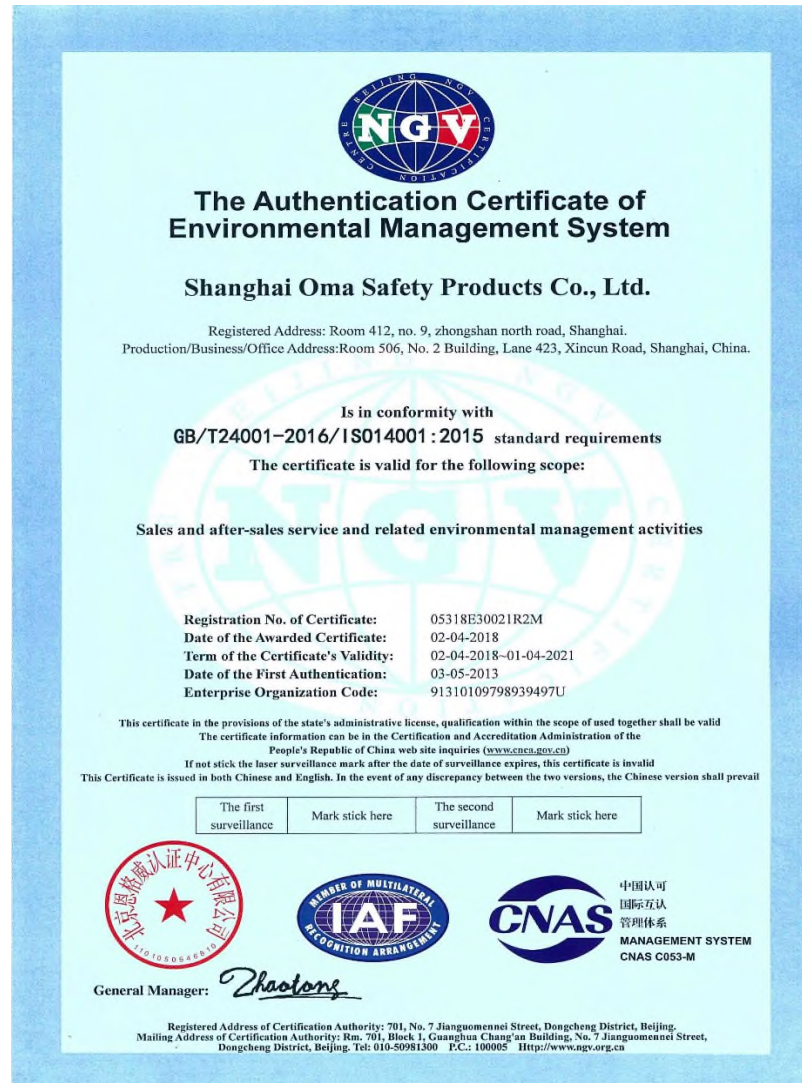 BEIJING NGV CERTIFICATION CENTRE
NGV
The Authentication Certificate of
Environmental Management System
Shanghai Oma Safety Products Co., Ltd.
Registered Address: Room 412, no. 9, zhongshan north road, Shanghai.
Production/Business/Office Address:Room 506, No. 2 Building, Lane 423, Xincun Road, Shanghai, China.
Is in conformity with
GB/T24001-2016/ISO14001:2015 standard requirements
The certificate is valid for the following scope:
Sales and after-sales service and related environmental management activities
Registration No. of Certificate: 05318E30021R2M
Date of the Awarded Certificate: 02-04-2018
Term of the Certificate's Validity: 02-04-2018~01-04-2021
Date of the First Authentication: 03-05-2013
Enterprise Organization Code: 91310109798939497U
This certificate in the provisions of the state's administrative license, qualification within the scope of used together shall be valid
The certificate information can be in the Certification and Accreditation Administration of the
People's Republic of China web site inquiries (www.cnca.gov.cn)
If not stick the laser surveillance mark after the date of surveillance expires, this certificate is invalid
This Certificate is issued in both Chinese and English. In the event of any discrepancy between the two versions, the Chinese version shall prevail
The first surveillance Mark stick here The second surveillance Mark stick here
北京恩格威认证中心有限公司
MEMBER OF MULTILATERAL
IAF
RECOGNITION ARRANGEMENT
CNAS
中国认可
国际互认
管理体系
MANAGEMENT SYSTEM
CNAS C053-M
General Manager: Zhaotong
Registered Address of Certification Authority: 701, No. 7 Jianguomennei Street, Dongcheng District, Beijing.
Mailing Address of Certification Authority: Rm. 701, Block 1, Guanghua Chang'an Building, No. 7 Jianguomennei Street,
Dongcheng District, Beijing. Tel: 010-50981300 P.C.: 100005 Http://www.ngv.org.cn